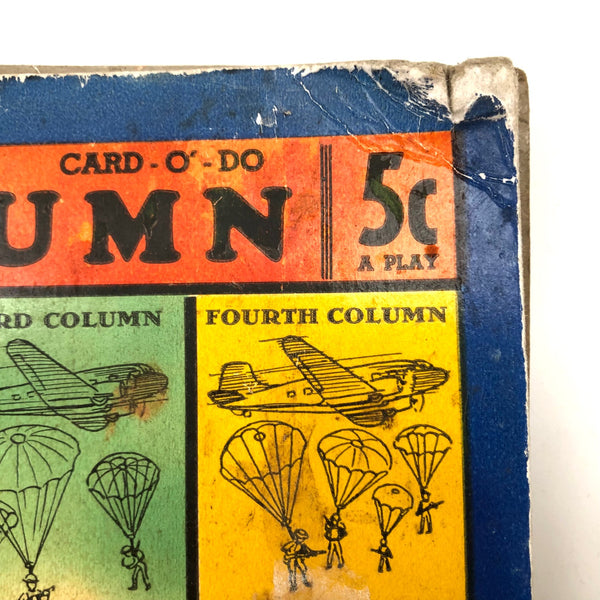 CARD-O'-DO
UMN
5¢
A PLAY
RD COLUMN
FOURTH COLUMN